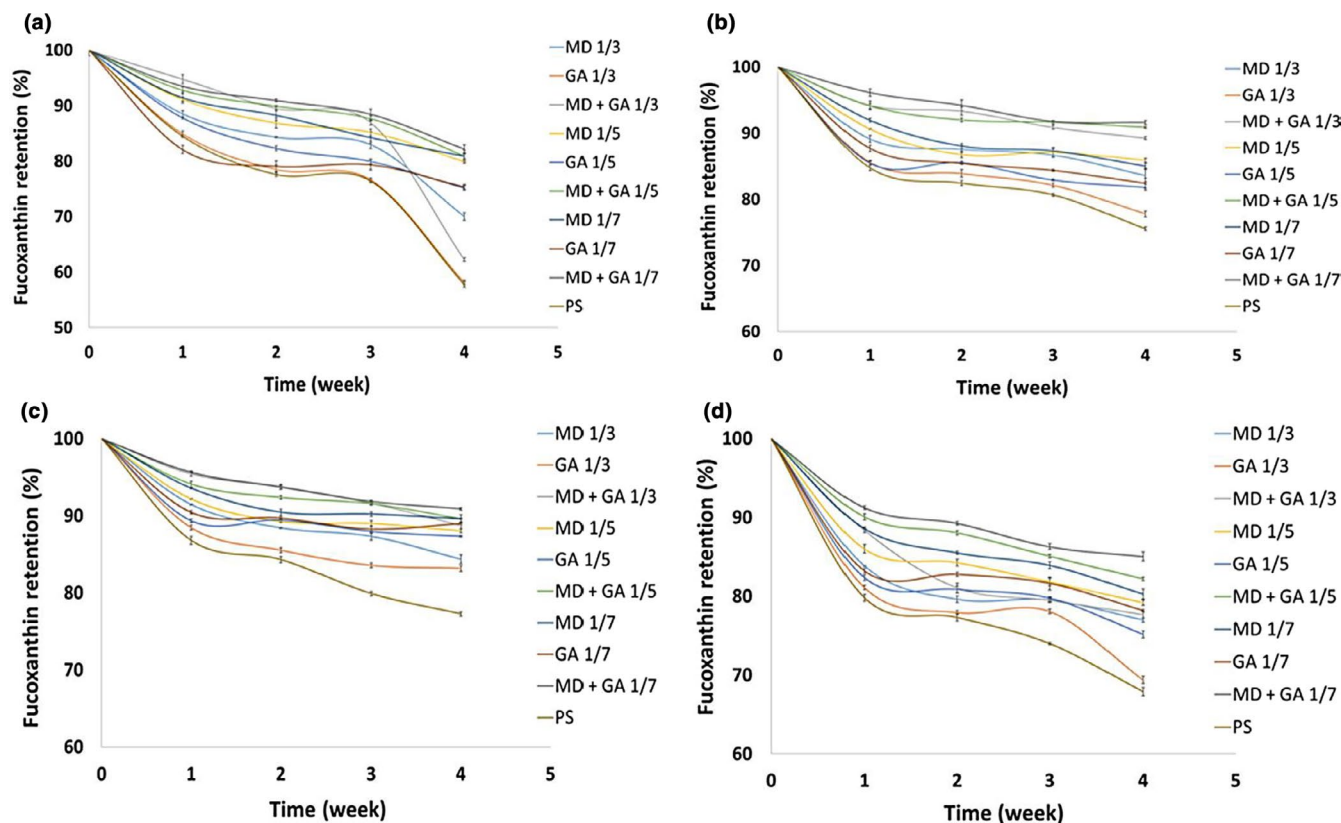 (a)
Fucoxanthin retention (%)
100
90
80
70
60
50
0 1 2 3 4 5
Time (week)
MD 1/3
GA 1/3
MD + GA 1/3
MD 1/5
GA 1/5
MD + GA 1/5
MD 1/7
GA 1/7
MD + GA 1/7
PS
(b)
Fucoxanthin retention (%)
100
90
80
70
60
0 1 2 3 4 5
Time (week)
MD 1/3
GA 1/3
MD + GA 1/3
MD 1/5
GA 1/5
MD + GA 1/5
MD 1/7
GA 1/7
MD + GA 1/7
PS
(c)
Fucoxanthin retention (%)
100
90
80
70
60
0 1 2 3 4 5
Time (week)
MD 1/3
GA 1/3
MD + GA 1/3
MD 1/5
GA 1/5
MD + GA 1/5
MD 1/7
GA 1/7
MD + GA 1/7
PS
(d)
Fucoxanthin retention (%)
100
90
80
70
60
0 1 2 3 4 5
Time (week)
MD 1/3
GA 1/3
MD + GA 1/3
MD 1/5
GA 1/5
MD + GA 1/5
MD 1/7
GA 1/7
MD + GA 1/7
PS